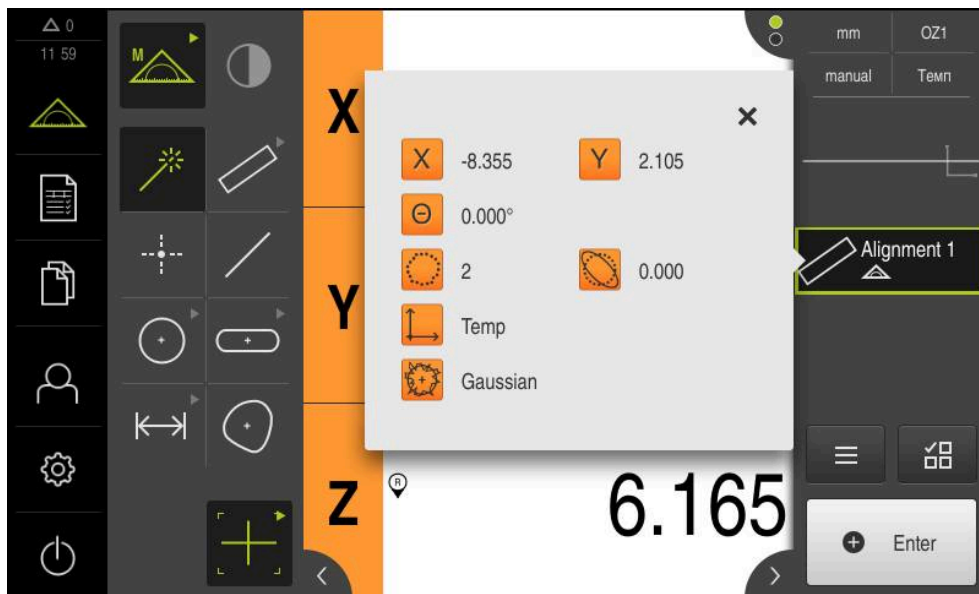 0
11 59
M
X
Y
Z
R
6.165
X -8.355 Y 2.105
Θ 0.000°
2 0.000
Temp
Gaussian
mm OZ1
manual Темп
Alignment 1
Enter